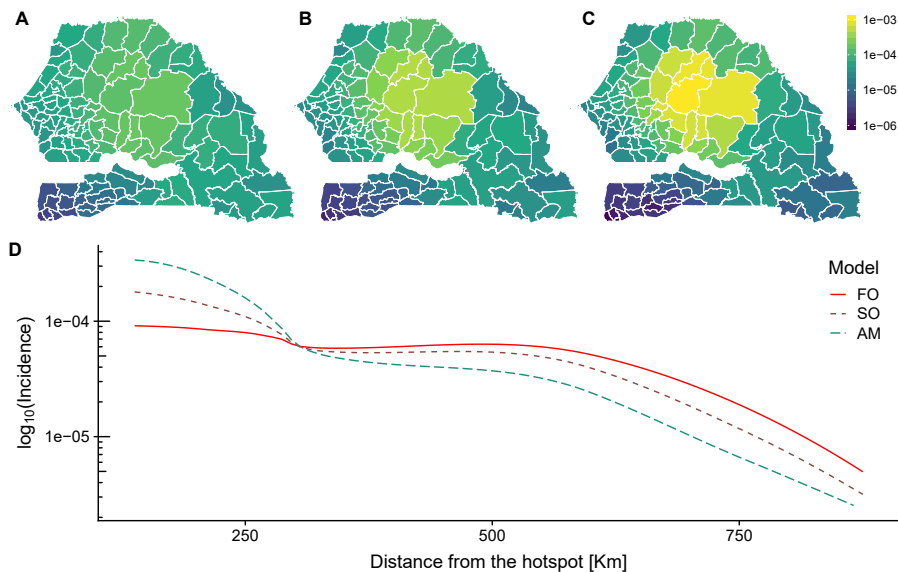 A
B
C
1e−03
1e−04
1e−05
1e−06
D
log10(Incidence)
1e−04
1e−05
250
500
750
Distance from the hotspot [Km]
Model
FO
SO
AM